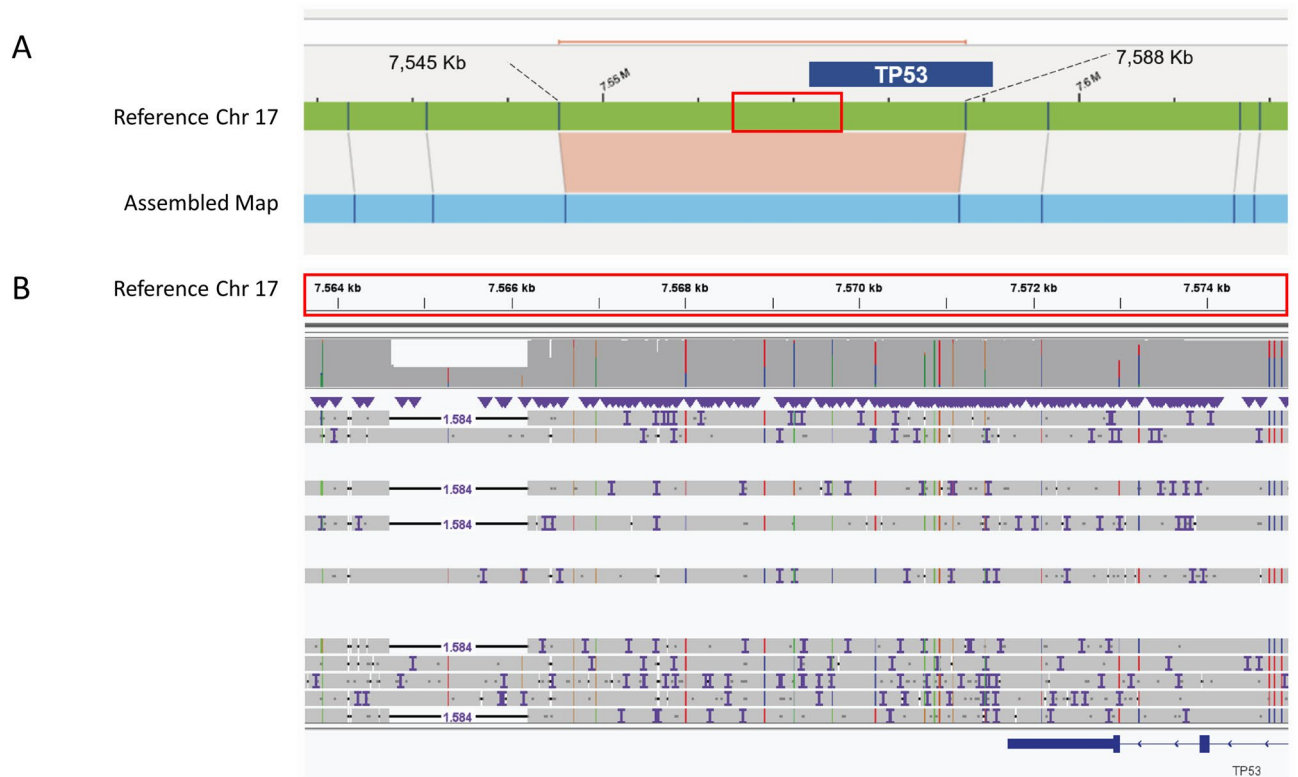 A
7,545 Kb
7,588 Kb
7.55 M
TP53
7.6 M
Reference Chr 17
Assembled Map
B
Reference Chr 17
7.564 kb
7.566 kb
7.568 kb
7.570 kb
7.572 kb
7.574 kb
1.584
1.584
1.584
1.584
1.584
TP53